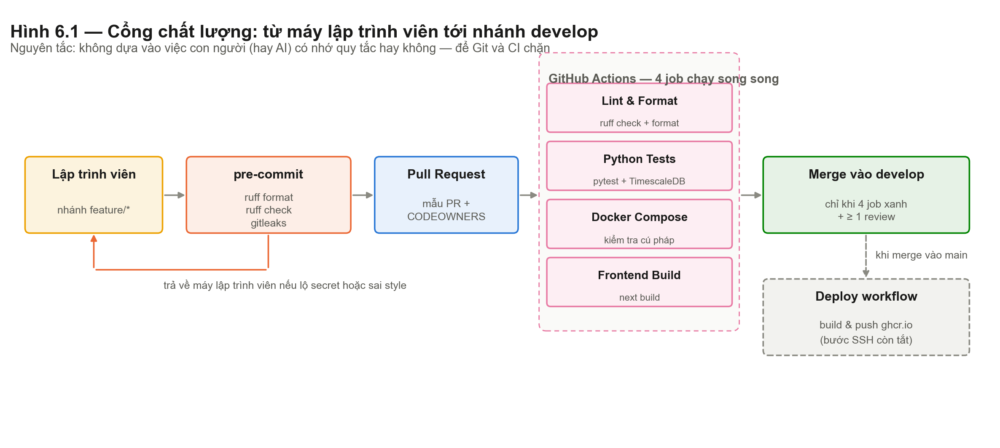 Hình 6.1 — Cổng chất lượng: từ máy lập trình viên tới nhánh develop
Nguyên tắc: không dựa vào việc con người (hay AI) có nhớ quy tắc hay không — để Git và CI chặn
Lập trình viên
nhánh feature/*
pre-commit
ruff format
ruff check
gitleaks
trả về máy lập trình viên nếu lộ secret hoặc sai style
Pull Request
mẫu PR +
CODEOWNERS
GitHub Actions — 4 job chạy song song
Lint & Format
ruff check + format
Python Tests
pytest + TimescaleDB
Docker Compose
kiểm tra cú pháp
Frontend Build
next build
Merge vào develop
chỉ khi 4 job xanh
+ ≥ 1 review
khi merge vào main
Deploy workflow
build & push ghcr.io
(bước SSH còn tắt)